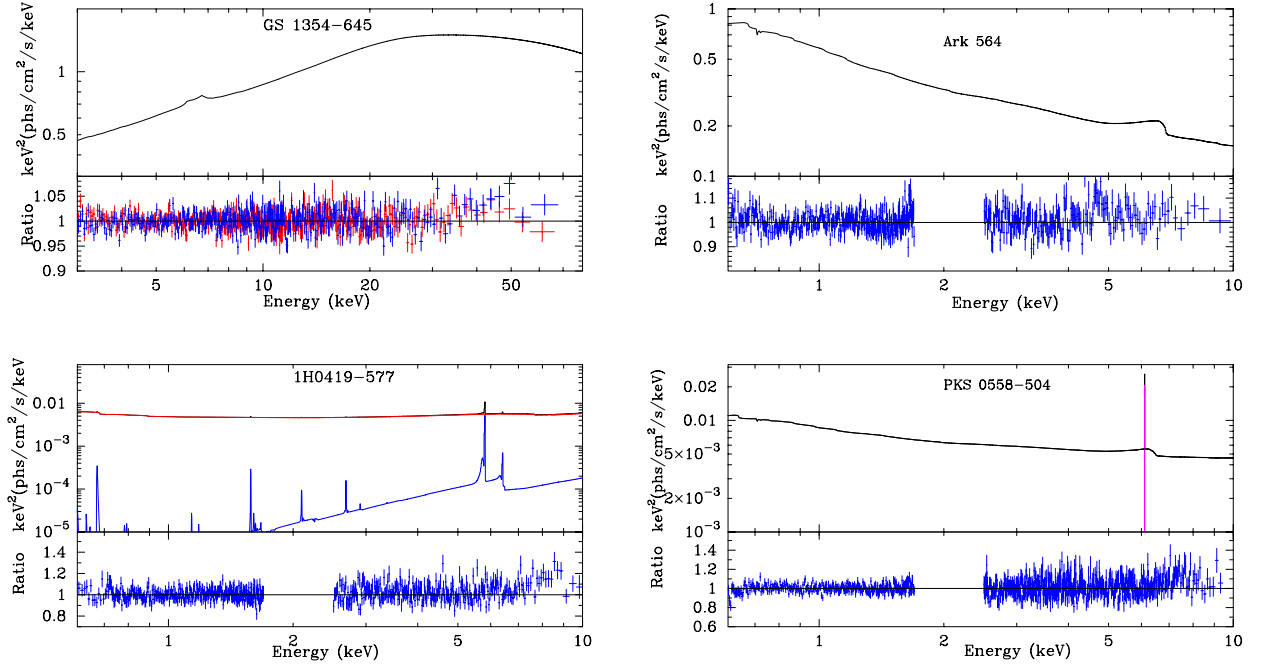 GS 1354−645
keV²(phs/cm²/s/keV
1
0.5
Ratio
1.05
1
0.95
0.9
5 10 20 50
Energy (keV)
Ark 564
keV²(phs/cm²/s/keV)
1
0.5
0.2
0.1
Ratio
1.1
1
0.9
1 2 5 10
Energy (keV)
1H0419−577
keV²(phs/cm²/s/keV
0.01
10⁻³
10⁻⁴
10⁻⁵
Ratio
1.4
1.2
1
0.8
1 2 5 10
Energy (keV)
PKS 0558−504
keV²(phs/cm²/s/keV)
0.02
0.01
5×10⁻³
2×10⁻³
10⁻³
Ratio
1.4
1.2
1
0.8
0.6
1 2 5 10
Energy (keV)